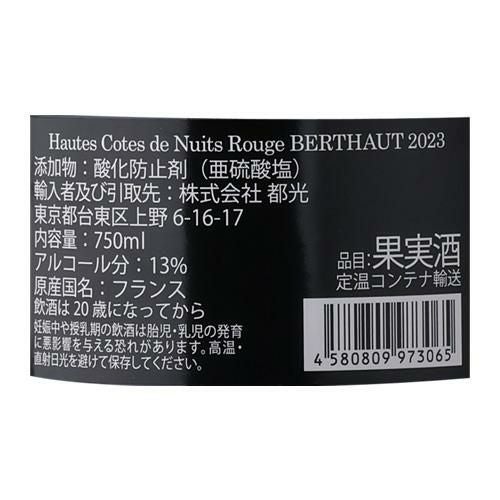 Hautes Cotes de Nuits Rouge BERTHAUT 2023
添加物：酸化防止剤（亜硫酸塩）
輸入者及び引取先：株式会社 都光
東京都台東区上野 6-16-17
内容量：750ml
アルコール分：13%
原産国名：フランス
飲酒は 20 歳になってから
妊娠中や授乳期の飲酒は胎児・乳児の発育
に悪影響を与える恐れがあります。高温・
直射日光を避けて保存してください。
品目：果実酒
定温コンテナ輸送
4 580809 973065